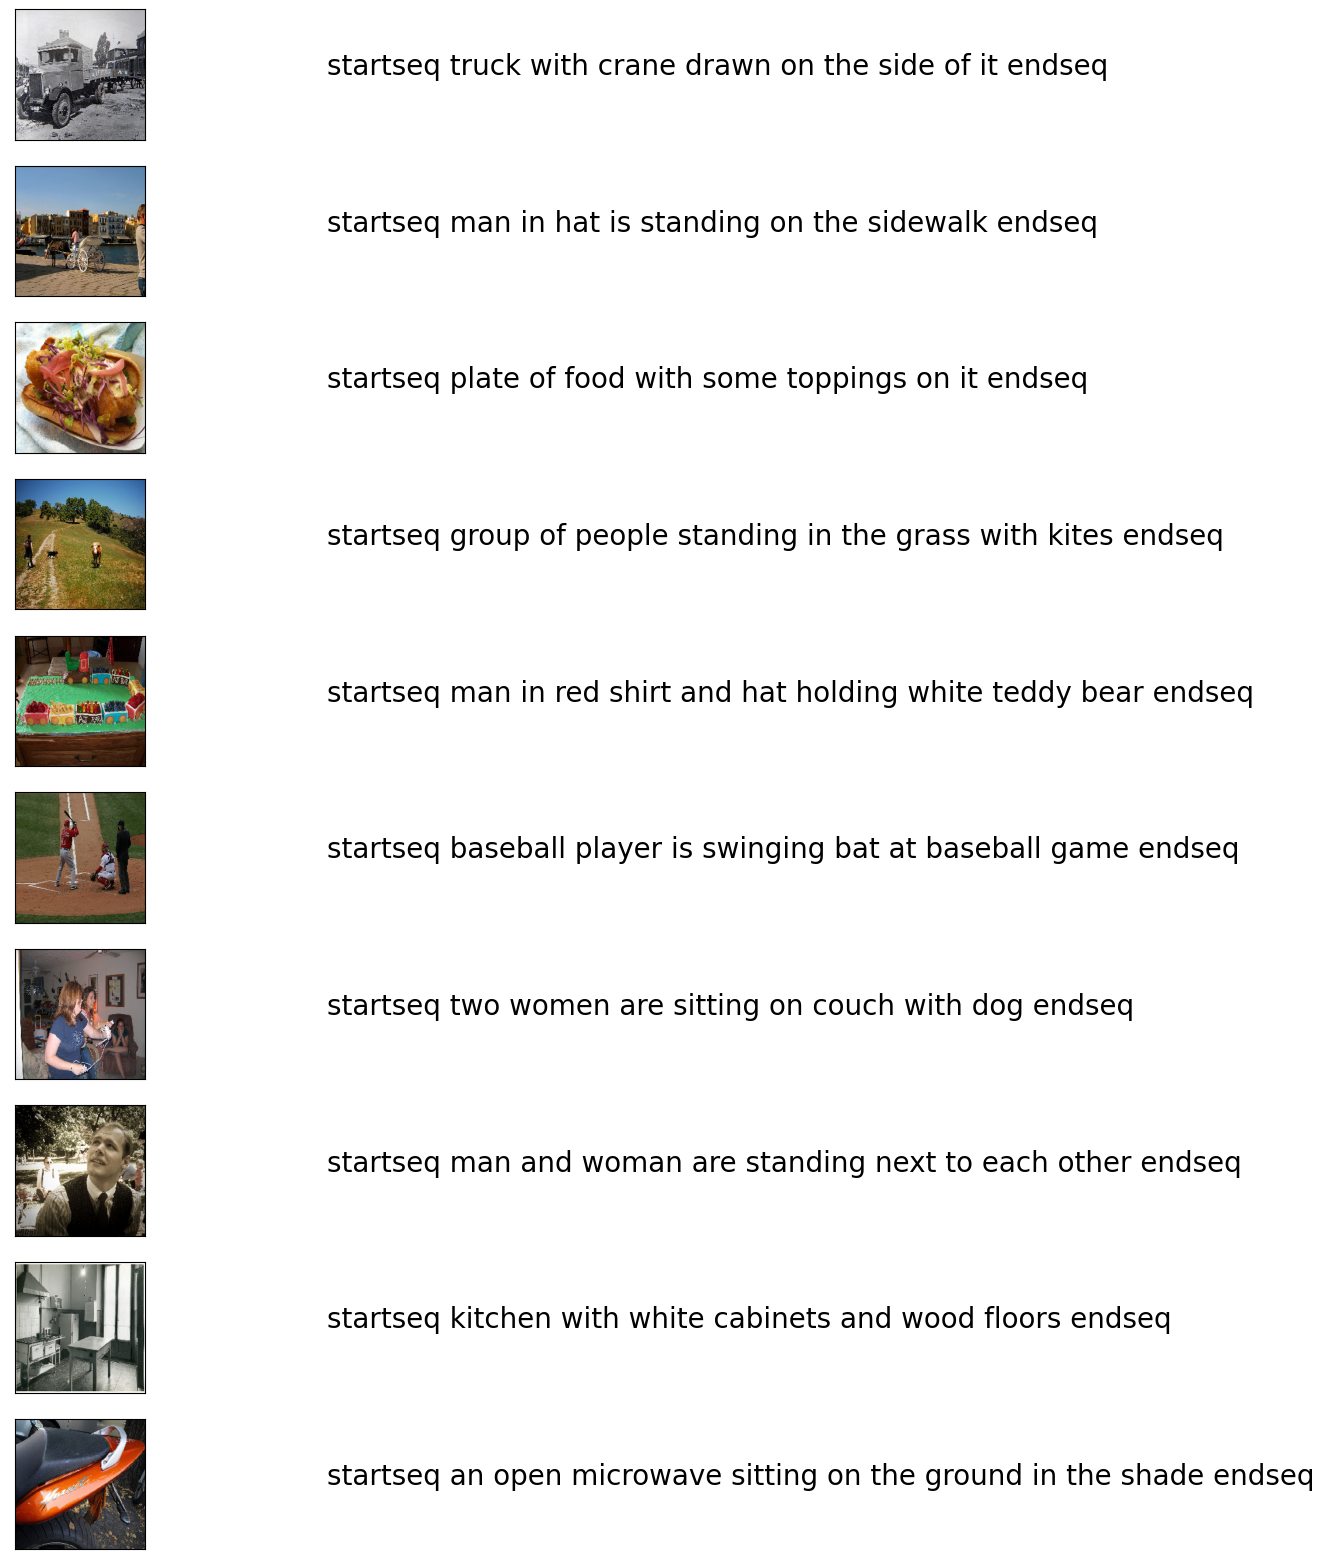 startseq truck with crane drawn on the side of it endseq
startseq man in hat is standing on the sidewalk endseq
startseq plate of food with some toppings on it endseq
startseq group of people standing in the grass with kites endseq
startseq man in red shirt and hat holding white teddy bear endseq
startseq baseball player is swinging bat at baseball game endseq
startseq two women are sitting on couch with dog endseq
startseq man and woman are standing next to each other endseq
startseq kitchen with white cabinets and wood floors endseq
startseq an open microwave sitting on the ground in the shade endseq